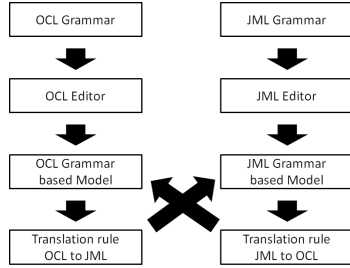 OCL Grammar
JML Grammar
OCL Editor
JML Editor
OCL Grammar
based Model
JML Grammar
based Model
Translation rule
OCL to JML
Translation rule
JML to OCL